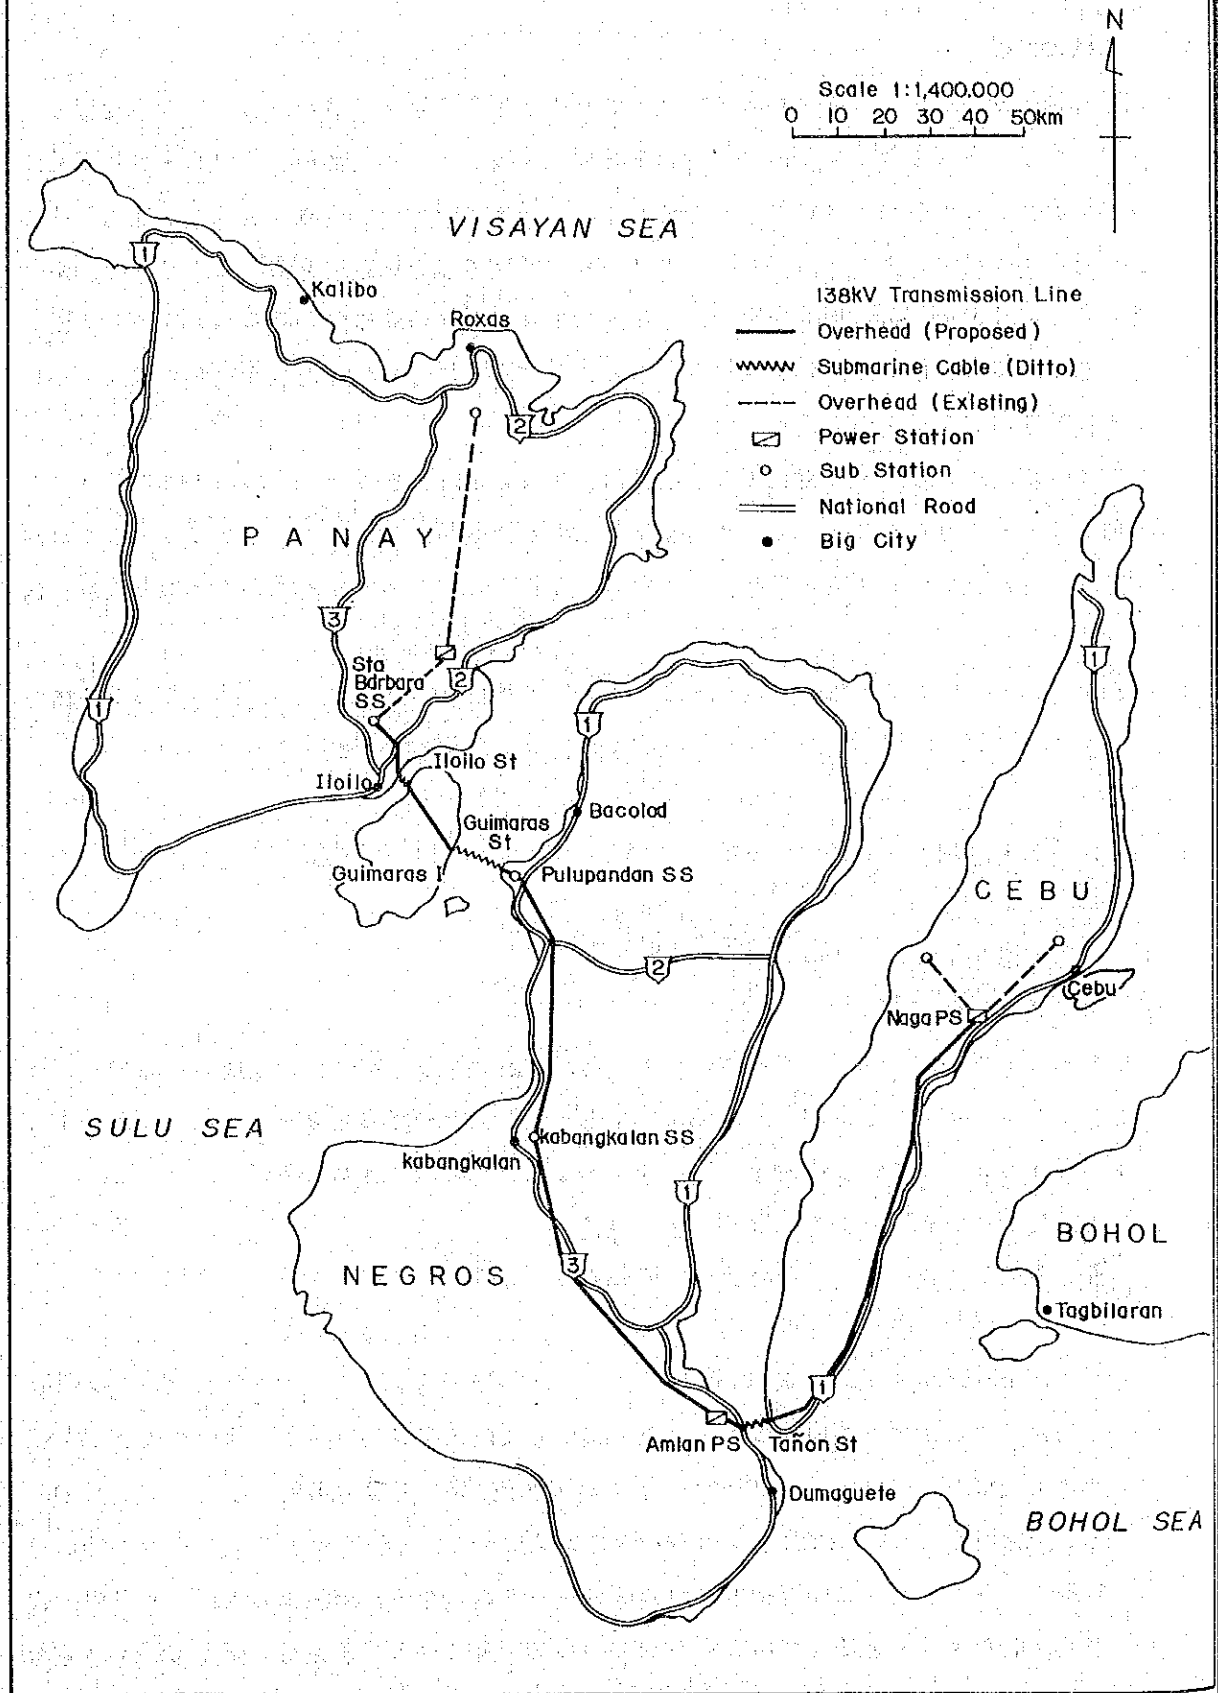 N
Scale 1:1,400.000
0 10 20 30 40 50km
VISAYAN SEA
138kV Transmission Line
Overhead (Proposed)
Submarine Cable (Ditto)
Overhead (Existing)
Power Station
Sub Station
National Road
Big City
1
Kalibo
Roxas
2
PANAY
3
Sta
Barbara
SS
2
1
1
1
Iloilo St
Iloilo
Bacolod
Guimaras
St
Guimaras I
Pulupandan SS
CEBU
2
Cebu
Naga PS
SULU SEA
kabangkalan SS
kabangkalan
1
BOHOL
3
NEGROS
Tagbilaran
1
Amlan PS
Tañon St
Dumaguete
BOHOL SEA